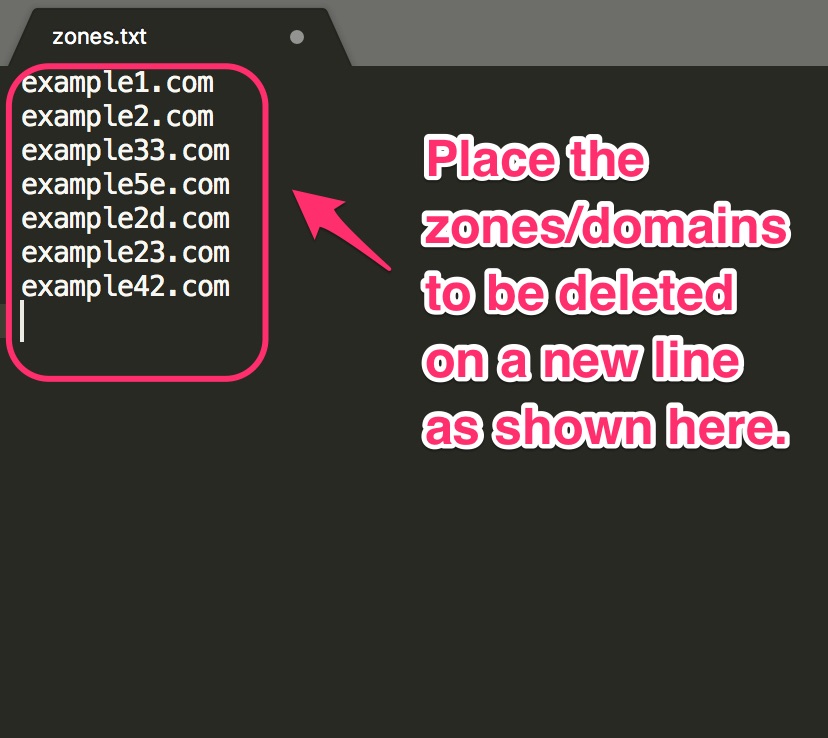 zones.txt
example1.com
example2.com
example33.com
example5e.com
example2d.com
example23.com
example42.com
Place the
zones/domains
to be deleted
on a new line
as shown here.